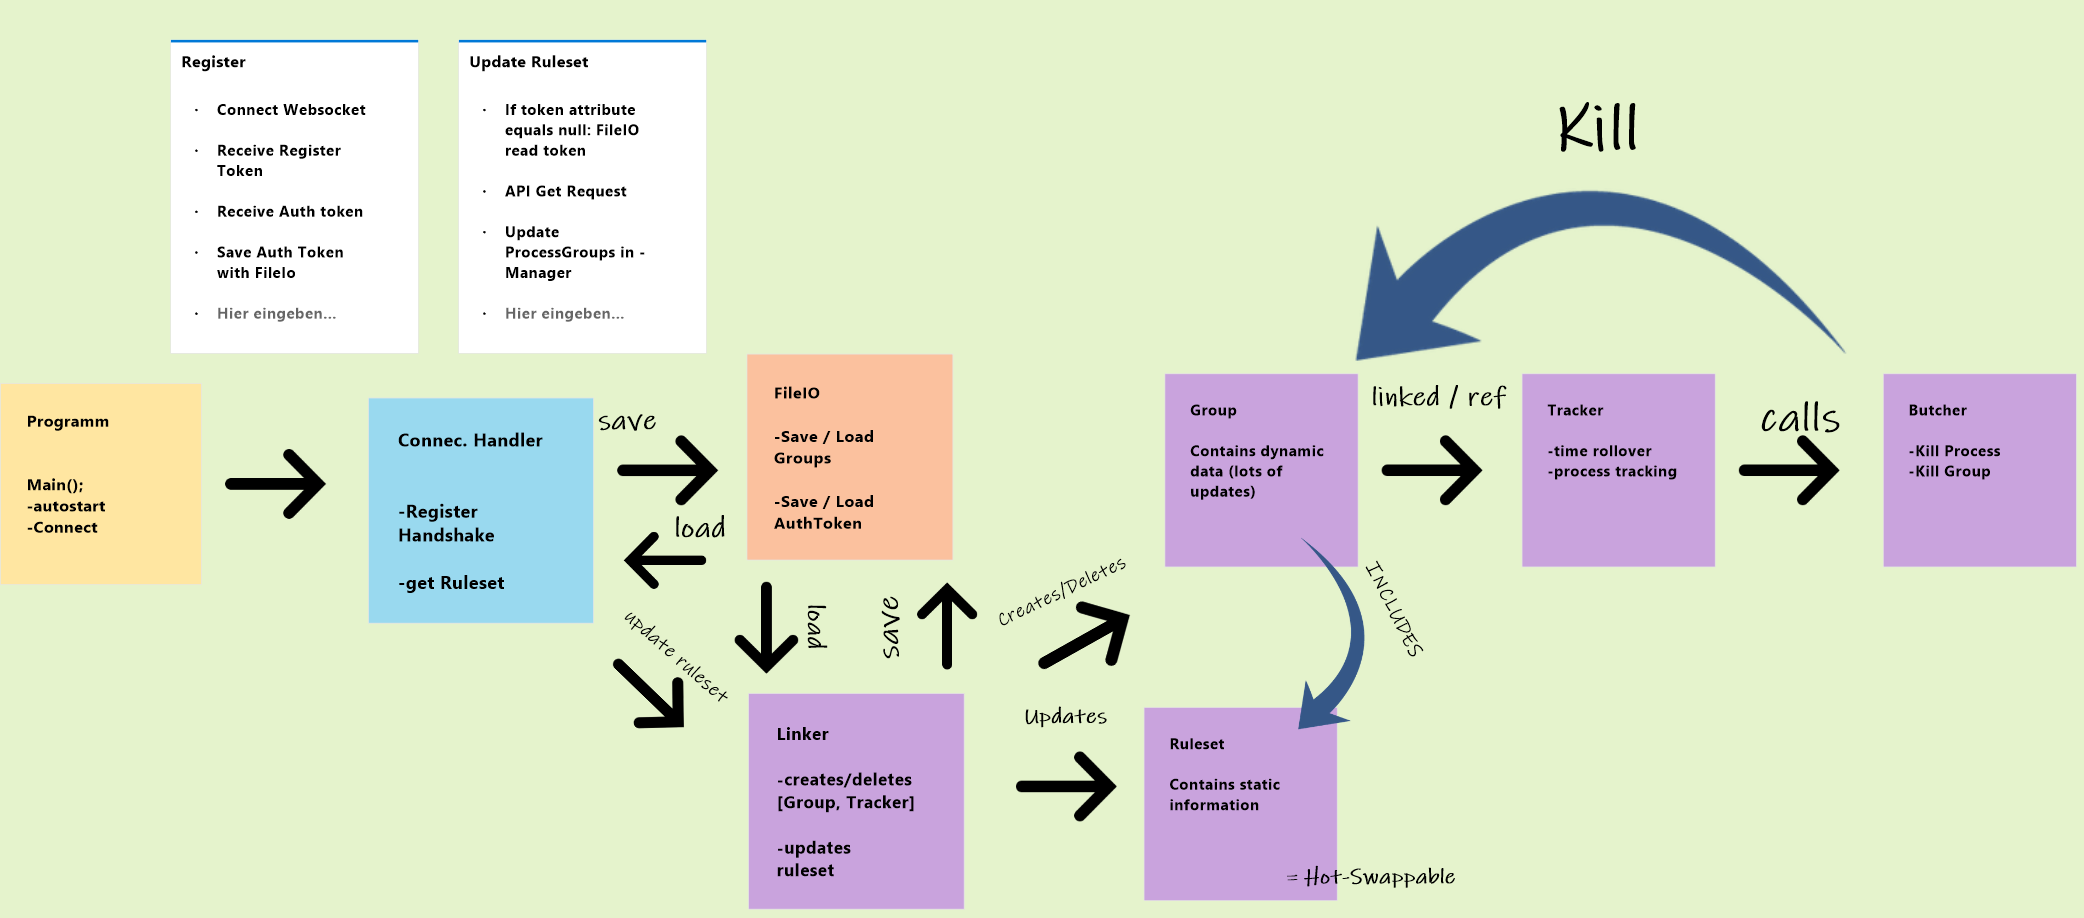 Register
· Connect Websocket
· Receive Register
Token
· Receive Auth token
· Save Auth Token
with FileIo
· Hier eingeben...
Update Ruleset
· If token attribute
equals null: FileIO
read token
· API Get Request
· Update
ProcessGroups in -
Manager
· Hier eingeben...
Kill
Programm
Main();
-autostart
-Connect
Connec. Handler
-Register
Handshake
-get Ruleset
save
load
update ruleset
FileIO
-Save / Load
Groups
-Save / Load
AuthToken
load
save
Creates/Deletes
Linker
-creates/deletes
[Group, Tracker]
-updates
ruleset
Updates
Group
Contains dynamic
data (lots of
updates)
linked / ref
Tracker
-time rollover
-process tracking
calls
Butcher
-Kill Process
-Kill Group
INCLUDES
Ruleset
Contains static
information
= Hot-Swappable